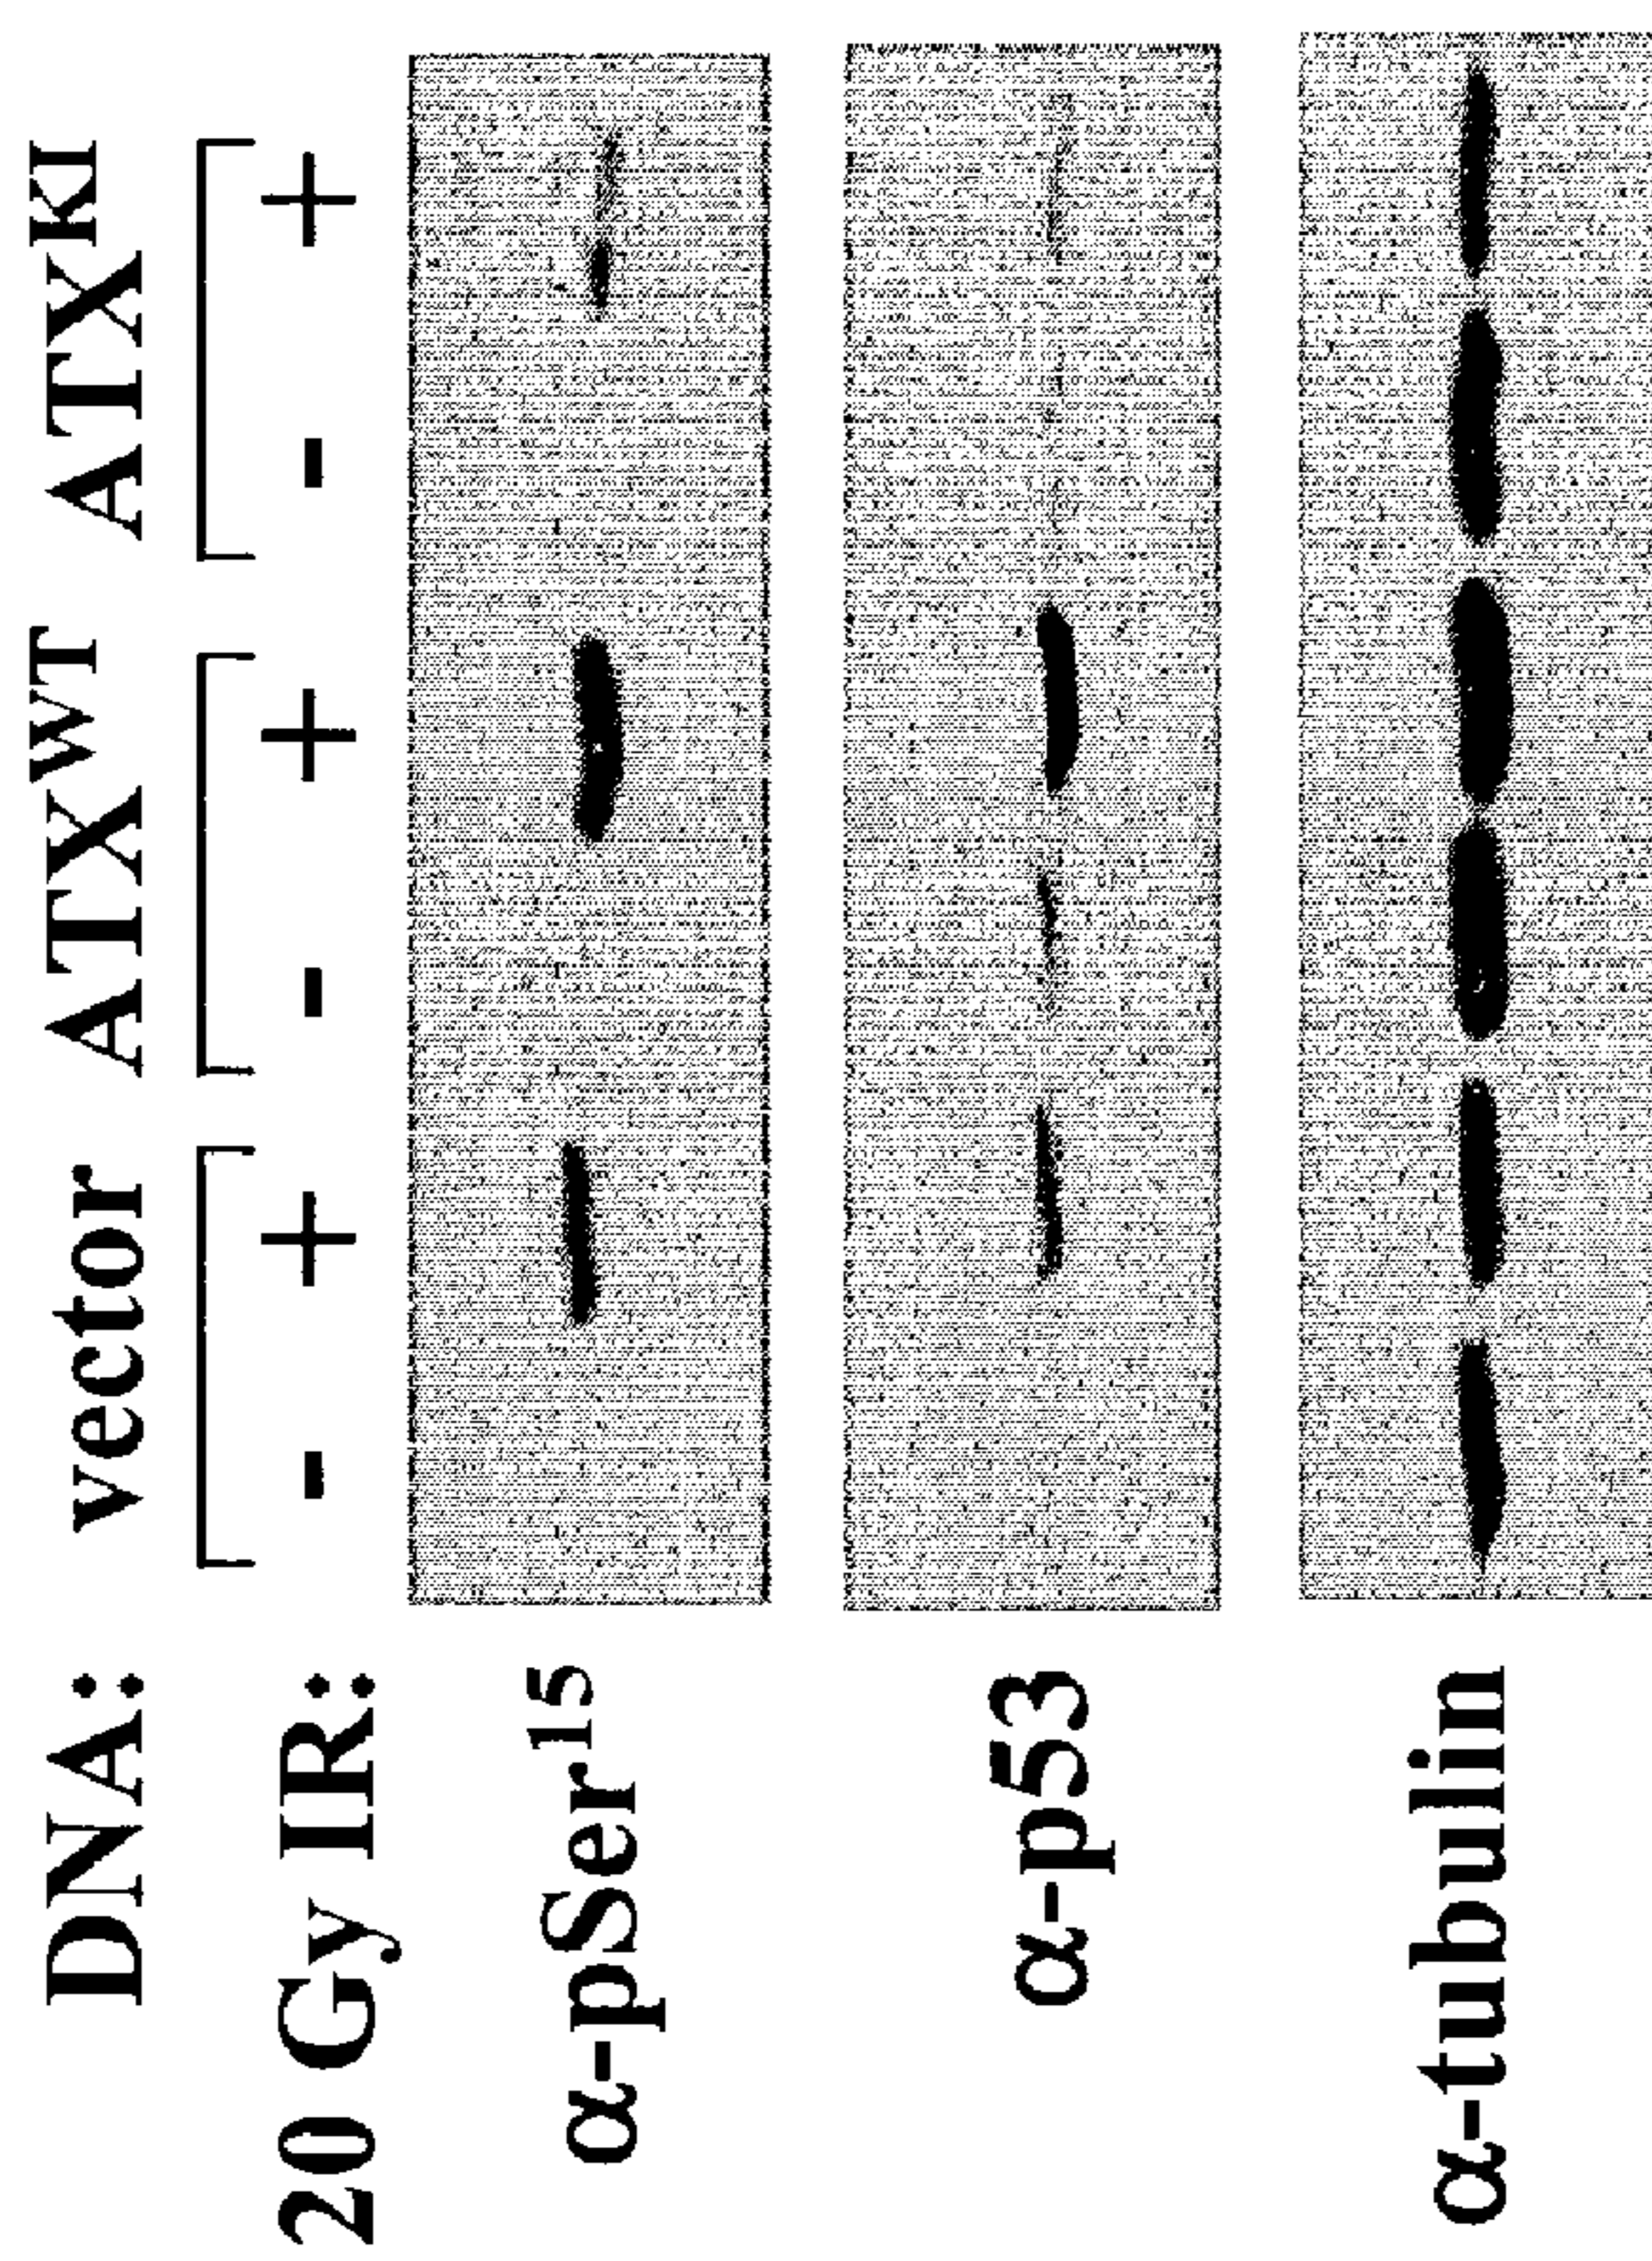 DNA: vector ATX^WT ATX^KI
20 Gy IR: - + - + - +
α-pSer^15
α-p53
α-tubulin